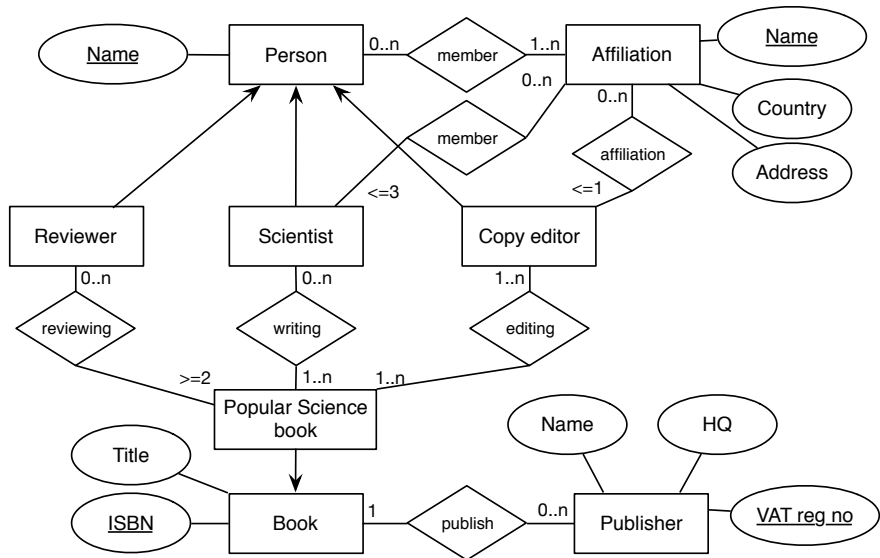 Name
Person
0..n
member
1..n
Affiliation
Name
0..n
0..n
Country
member
affiliation
Address
<=3
<=1
Reviewer
Scientist
Copy editor
0..n
0..n
1..n
reviewing
writing
editing
>=2
1..n
1..n
Popular Science
book
Name
HQ
Title
ISBN
Book
1
publish
0..n
Publisher
VAT reg no